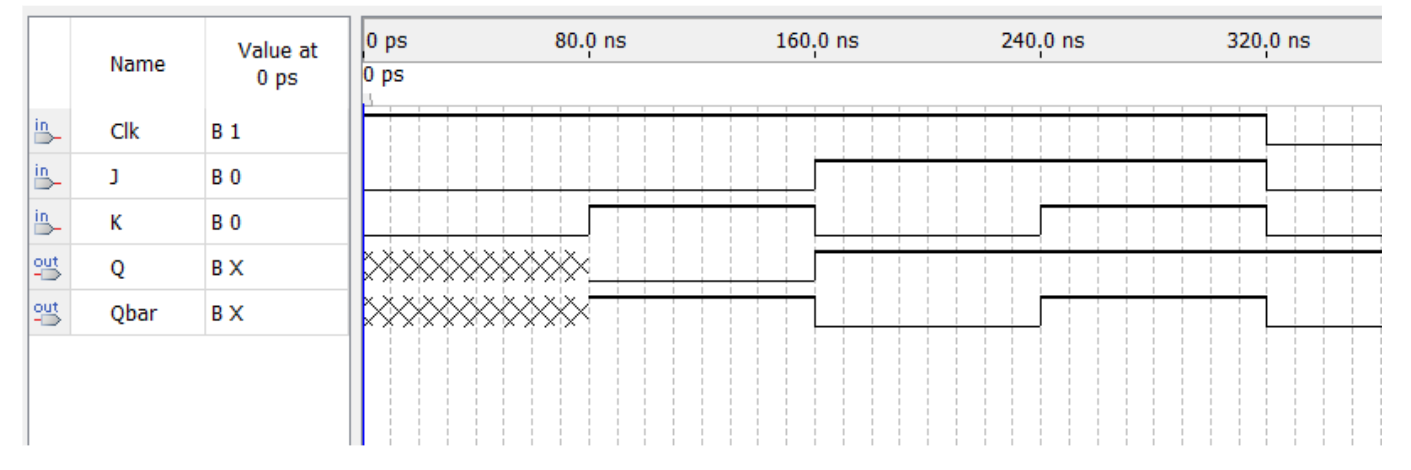 Name
Value at
0 ps
0 ps 80.0 ns 160.0 ns 240.0 ns 320.0 ns
0 ps
in Clk B 1
in J B 0
in K B 0
out Q B X
out Qbar B X